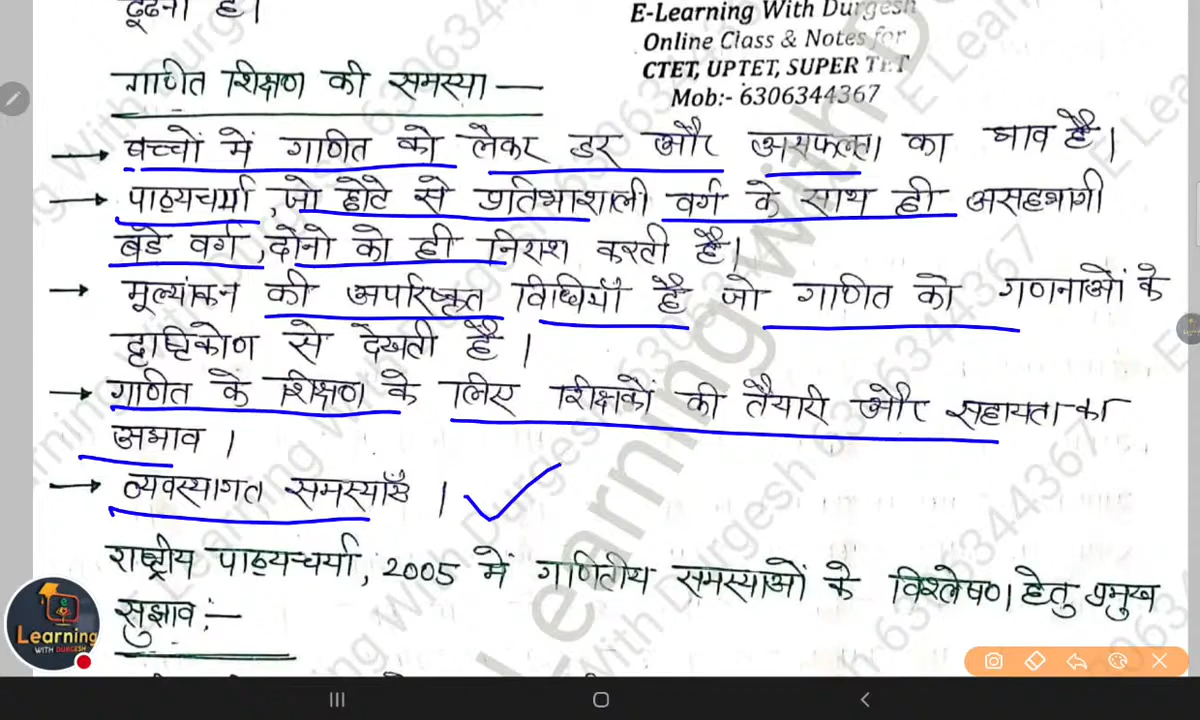 ढूंढना है।
E-Learning With Durgesh
Online Class & Notes for
CTET, UPTET, SUPER TET
Mob:- 6306344367
गणित शिक्षण की समस्या —
→ बच्चों में गणित को लेकर डर और असफलता का भाव है।
→ पाठ्यचर्या, जो छोटे से प्रतिभाशाली वर्ग के साथ ही असहभागी
बडे वर्ग, दोनो को ही निराश करती है।
→ मूल्यांकन की अपरिष्कृत विधियाँ है जो गणित को गणनाओं के
दृष्टिकोण से देखती है।
→ गणित के शिक्षण के लिए शिक्षकों की तैयारी और सहायता का
अभाव।
→ व्यवस्थागत समस्याएँ।
राष्ट्रीय पाठ्यचर्या, 2005 में गणितीय समस्याओं के विश्लेषण हेतु प्रमुख
सुझाव :—
Learning
WITH DURGESH